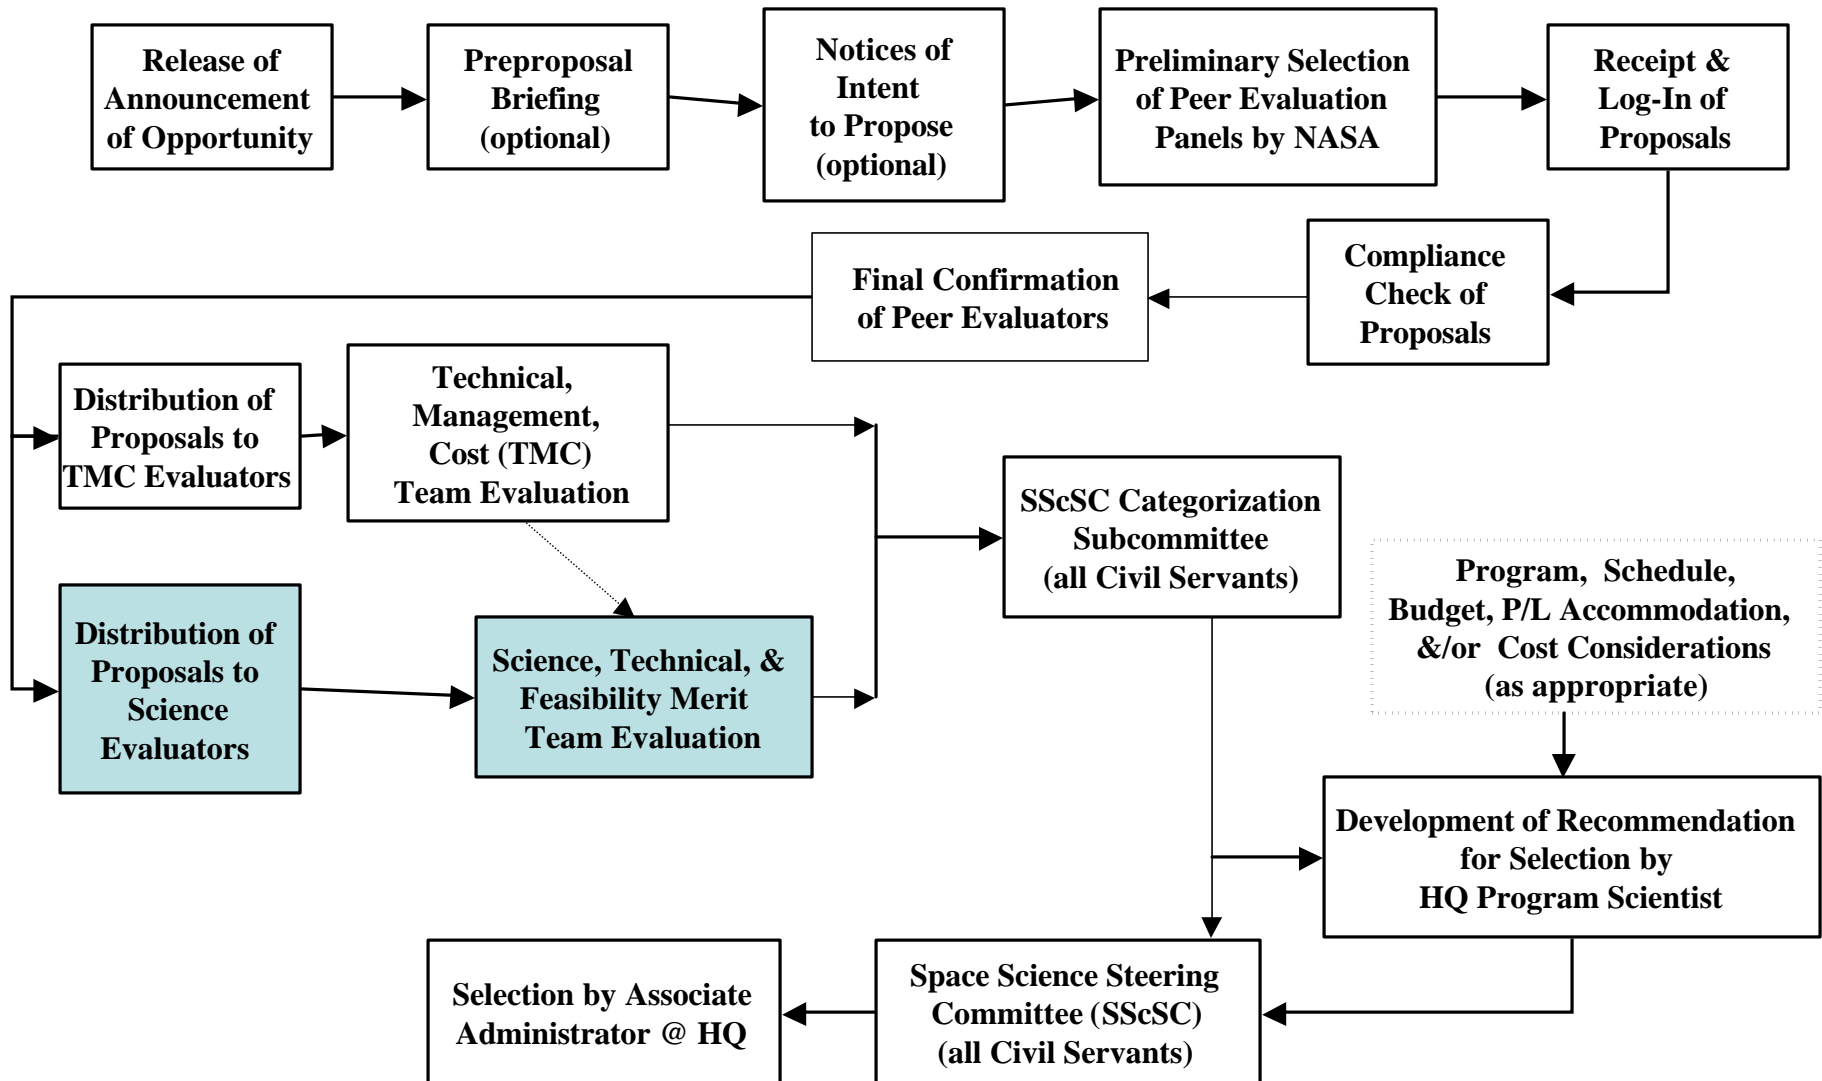 Release of
Announcement
of Opportunity
Preproposal
Briefing
(optional)
Notices of
Intent
to Propose
(optional)
Preliminary Selection
of Peer Evaluation
Panels by NASA
Receipt &
Log-In of
Proposals
Compliance
Check of
Proposals
Final Confirmation
of Peer Evaluators
Distribution of
Proposals to
TMC Evaluators
Technical,
Management,
Cost (TMC)
Team Evaluation
Distribution of
Proposals to
Science
Evaluators
Science, Technical, &
Feasibility Merit
Team Evaluation
SScSC Categorization
Subcommittee
(all Civil Servants)
Program, Schedule,
Budget, P/L Accommodation,
&/or Cost Considerations
(as appropriate)
Development of Recommendation
for Selection by
HQ Program Scientist
Space Science Steering
Committee (SScSC)
(all Civil Servants)
Selection by Associate
Administrator @ HQ